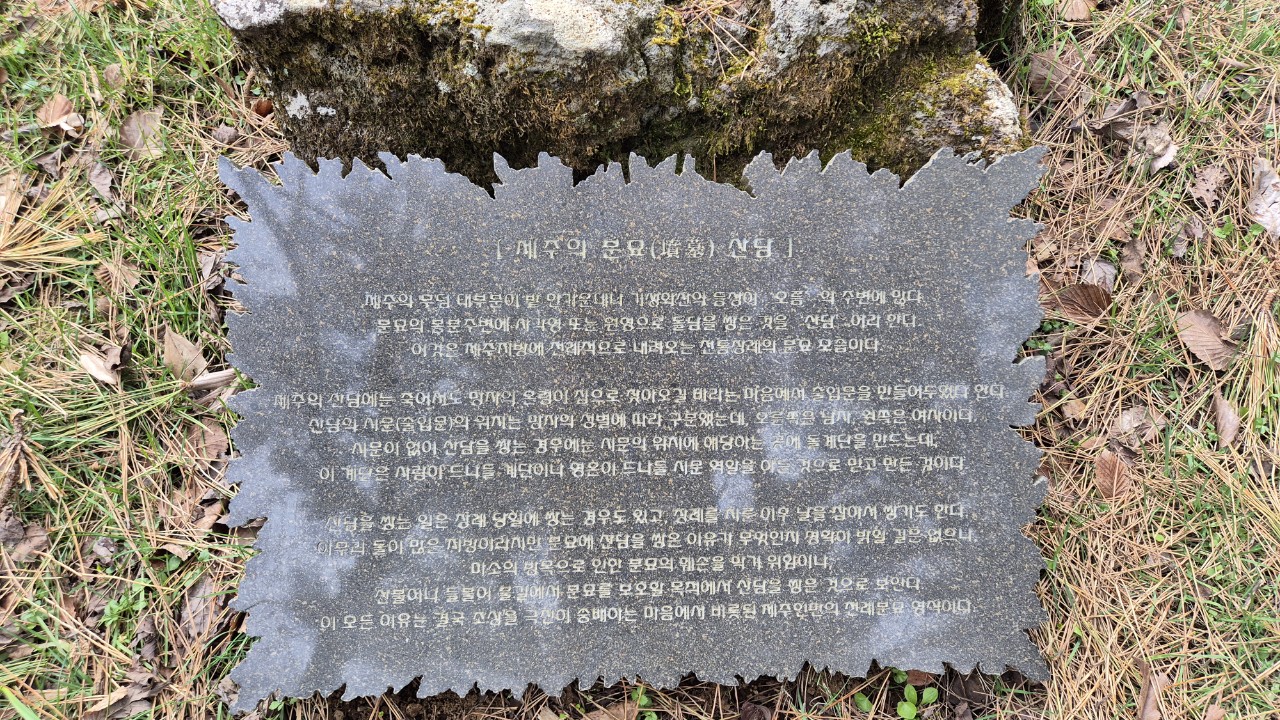 [ 제주의 분묘(墳墓) 산담 ]
제주의 무덤 대부분이 밭 한가운데나 기생화산의 능성이 "오름" 의 주변에 있다.
분묘의 봉분주변에 사각형 또는 원형으로 돌담을 쌓은 것을 "산담" 이라 한다.
이것은 제주지방에 전래적으로 내려오는 전통장례의 분묘 모습이다.
제주의 산담에는 죽어서도 망자의 혼령이 집으로 찾아오길 바라는 마음에서 출입문을 만들어두었다 한다.
산담의 시문(출입문)의 위치는 망자의 성별에 따라 구분했는데, 오른쪽은 남자, 왼쪽은 여자이다.
시문이 없이 산담을 쌓는 경우에는 시문의 위치에 해당하는 곳에 돌계단을 만드는데,
이 계단은 사람이 드나들 계단이나 영혼이 드나들 시문 역할을 하는 것으로 믿고 만든 것이다.
산담을 쌓는 일은 장례 당일에 쌓는 경우도 있고, 장례를 치룬 이후 날을 잡아서 쌓기도 한다.
아무리 돌이 많은 지방이라지만 분묘에 산담을 쌓은 이유가 무엇인지 명확히 밝힐 길은 없으나,
마소의 방목으로 인한 분묘의 훼손을 막기 위함이나,
산불이나 들불의 불길에서 분묘를 보호할 목적에서 산담을 쌓은 것으로 보인다.
이 모든 이유는 결국 조상을 극진히 숭배하는 마음에서 비롯된 제주인만의 전래분묘 형식이다.